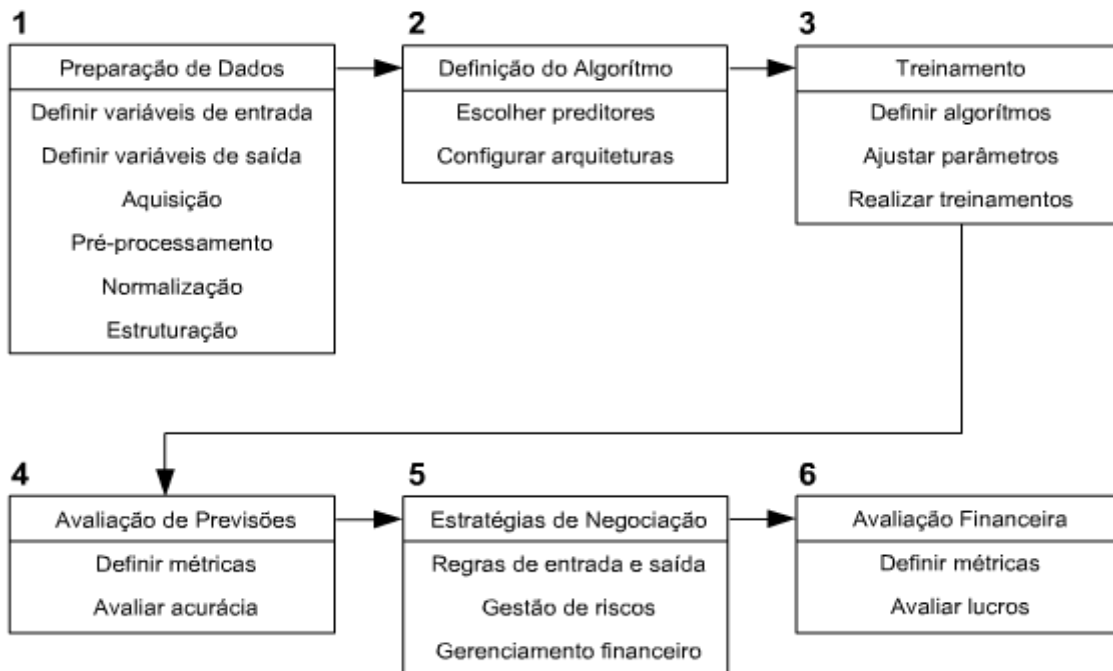 1
Preparação de Dados
Definir variáveis de entrada
Definir variáveis de saída
Aquisição
Pré-processamento
Normalização
Estruturação
2
Definição do Algorítmo
Escolher preditores
Configurar arquiteturas
3
Treinamento
Definir algorítmos
Ajustar parâmetros
Realizar treinamentos
4
Avaliação de Previsões
Definir métricas
Avaliar acurácia
5
Estratégias de Negociação
Regras de entrada e saída
Gestão de riscos
Gerenciamento financeiro
6
Avaliação Financeira
Definir métricas
Avaliar lucros